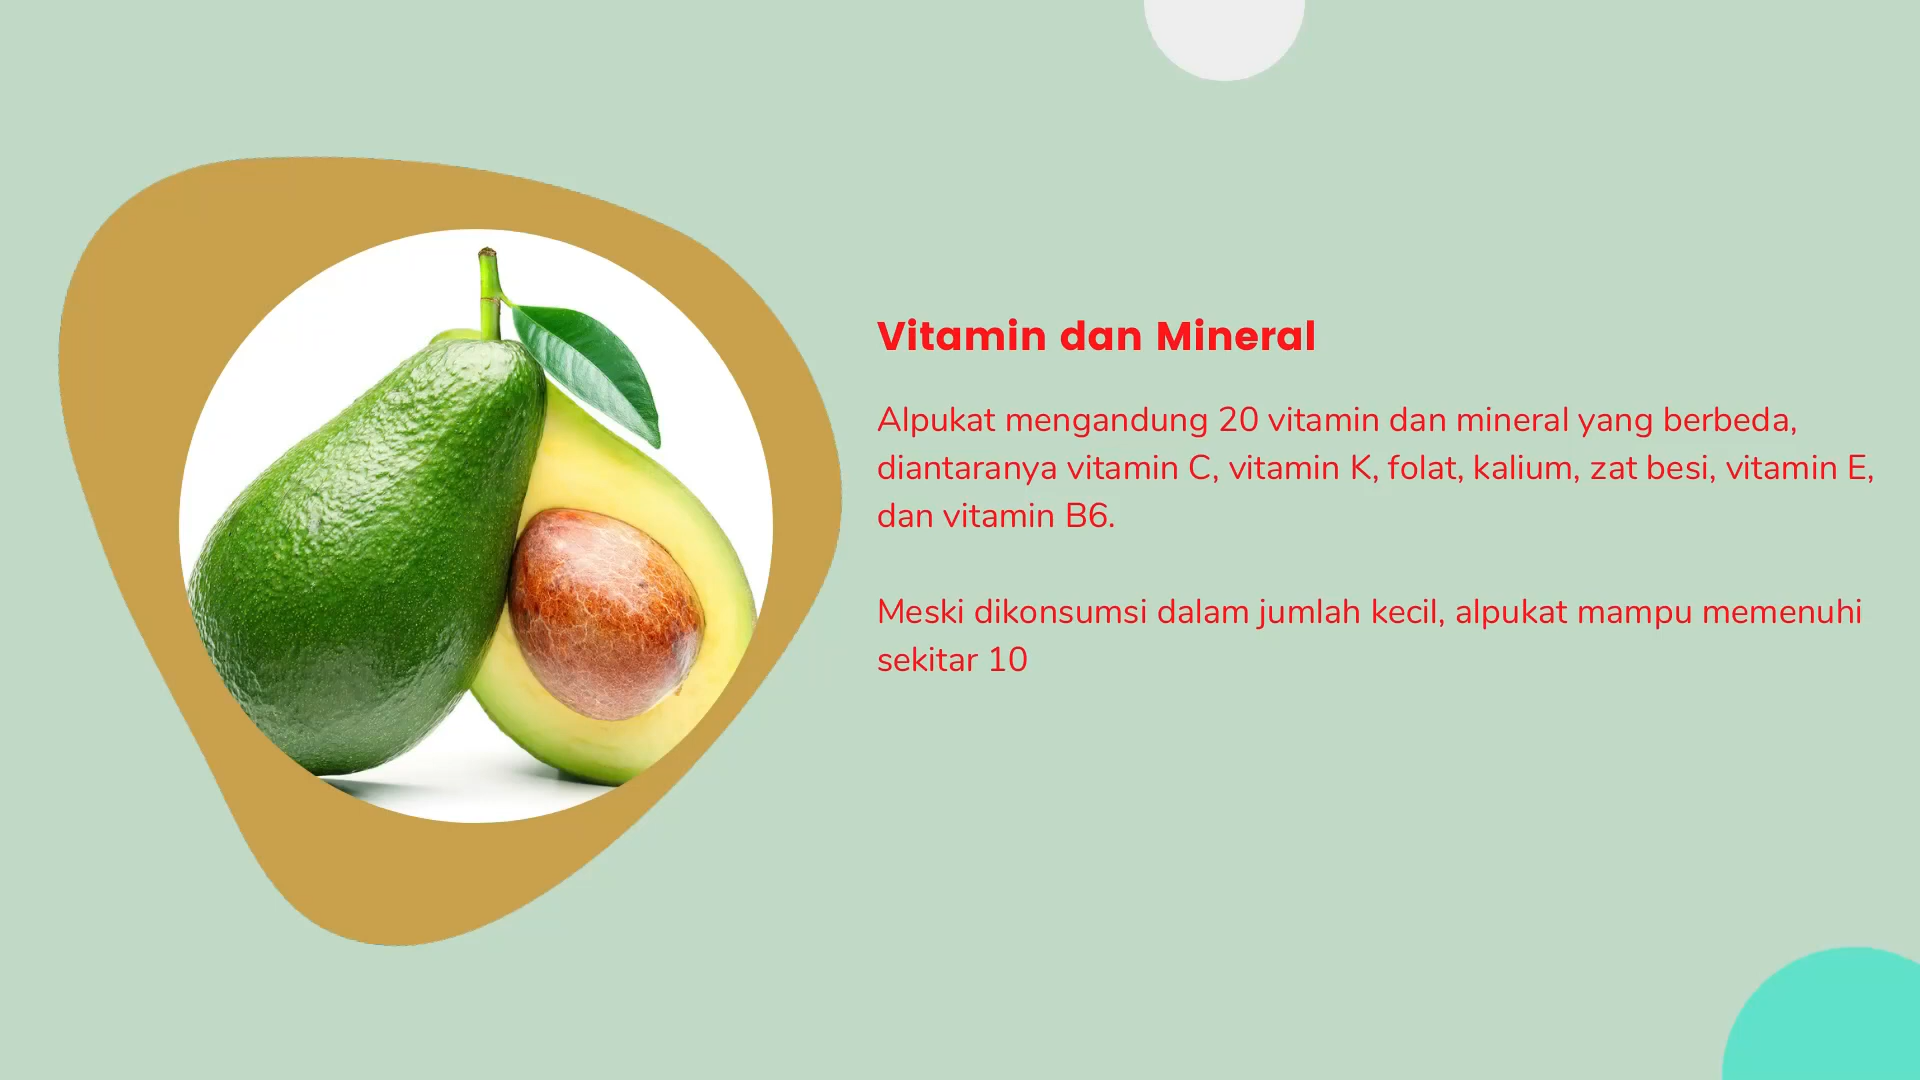 Vitamin dan Mineral
Alpukat mengandung 20 vitamin dan mineral yang berbeda,
diantaranya vitamin C, vitamin K, folat, kalium, zat besi, vitamin E,
dan vitamin B6.
Meski dikonsumsi dalam jumlah kecil, alpukat mampu memenuhi
sekitar 10